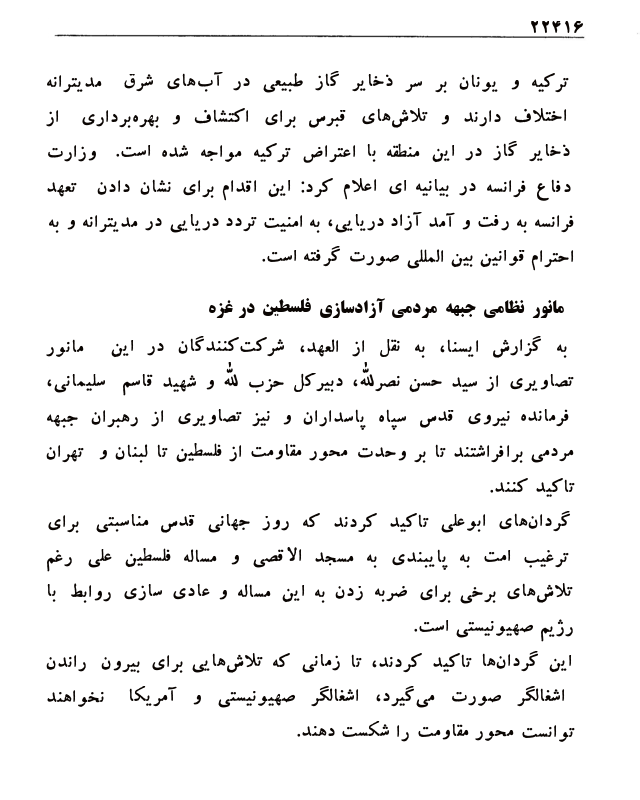 ۲۲۴۱۶
ترکیه و یونان بر سر ذخایر گاز طبیعی در آب‌های شرق مدیترانه
اختلاف دارند و تلاش‌های قبرس برای اکتشاف و بهره‌برداری از
ذخایر گاز در این منطقه با اعتراض ترکیه مواجه شده است. وزارت
دفاع فرانسه در بیانیه ای اعلام کرد: این اقدام برای نشان دادن تعهد
فرانسه به رفت و آمد آزاد دریایی، به امنیت تردد دریایی در مدیترانه و به
احترام قوانین بین المللی صورت گرفته است.
مانور نظامی جبهه مردمی آزادسازی فلسطین در غزه
به گزارش ایسنا، به نقل از العهد، شرکت‌کنندگان در این مانور
تصاویری از سید حسن نصرلله، دبیرکل حزب لله و شهید قاسم سلیمانی،
فرمانده نیروی قدس سپاه پاسداران و نیز تصاویری از رهبران جبهه
مردمی برافراشتند تا بر وحدت محور مقاومت از فلسطین تا لبنان و تهران
تاکید کنند.
گردان‌های ابوعلی تاکید کردند که روز جهانی قدس مناسبتی برای
ترغیب امت به پایبندی به مسجد الاقصی و مساله فلسطین علی رغم
تلاش‌های برخی برای ضربه زدن به این مساله و عادی سازی روابط با
رژیم صهیونیستی است.
این گردان‌ها تاکید کردند، تا زمانی که تلاش‌هایی برای بیرون راندن
اشغالگر صورت می‌گیرد، اشغالگر صهیونیستی و آمریکا نخواهند
توانست محور مقاومت را شکست دهند.